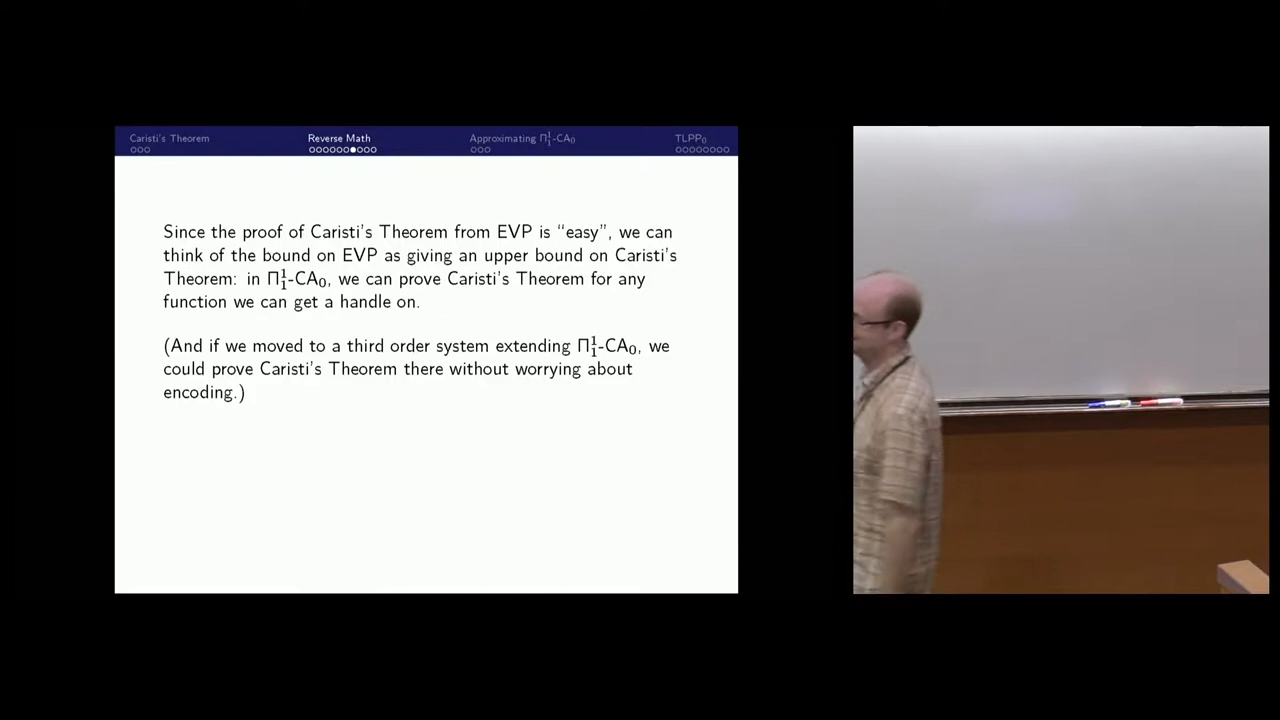 Caristi's Theorem
Reverse Math
Approximating Π¹₁-CA₀
TLPP₀
Since the proof of Caristi's Theorem from EVP is “easy”, we can
think of the bound on EVP as giving an upper bound on Caristi's
Theorem: in Π¹₁-CA₀, we can prove Caristi's Theorem for any
function we can get a handle on.
(And if we moved to a third order system extending Π¹₁-CA₀, we
could prove Caristi's Theorem there without worrying about
encoding.)